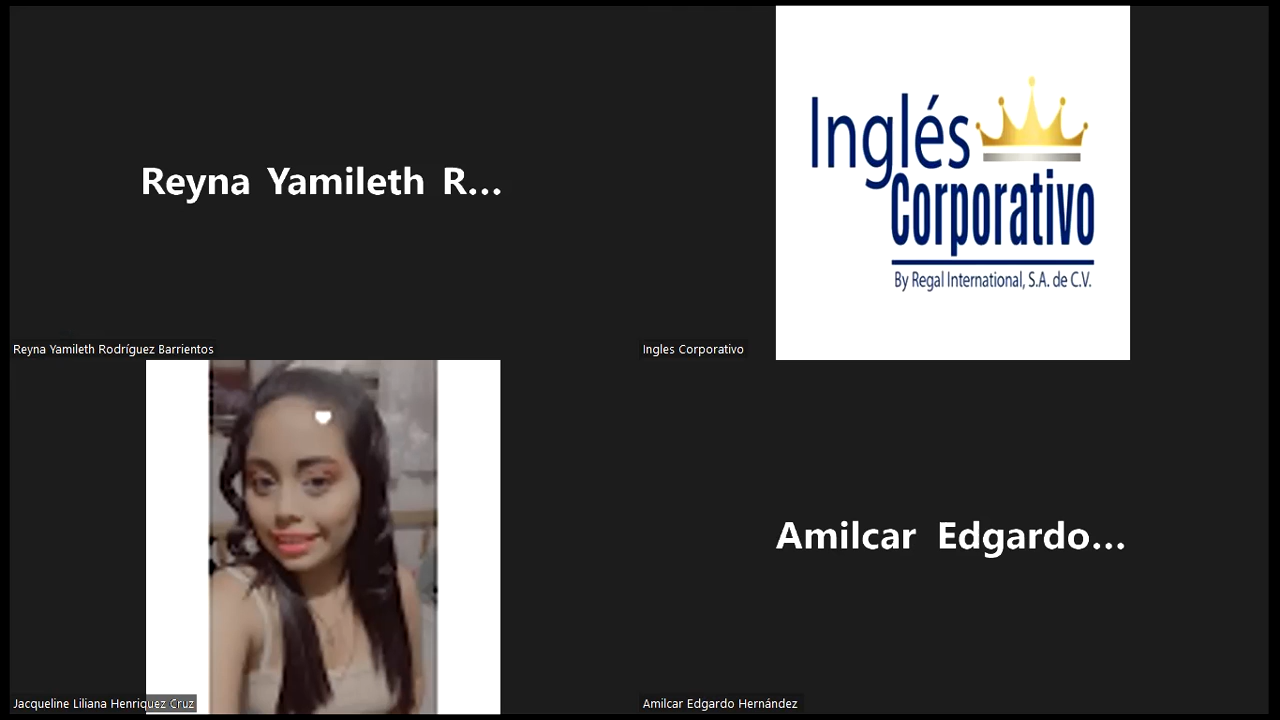 Reyna Yamileth R...
Inglés
Corporativo
By Regal International, S.A. de C.V.
Reyna Yamileth Rodríguez Barrientos
Ingles Corporativo
Amilcar Edgardo...
Jacqueline Liliana Henriquez Cruz
Amilcar Edgardo Hernández